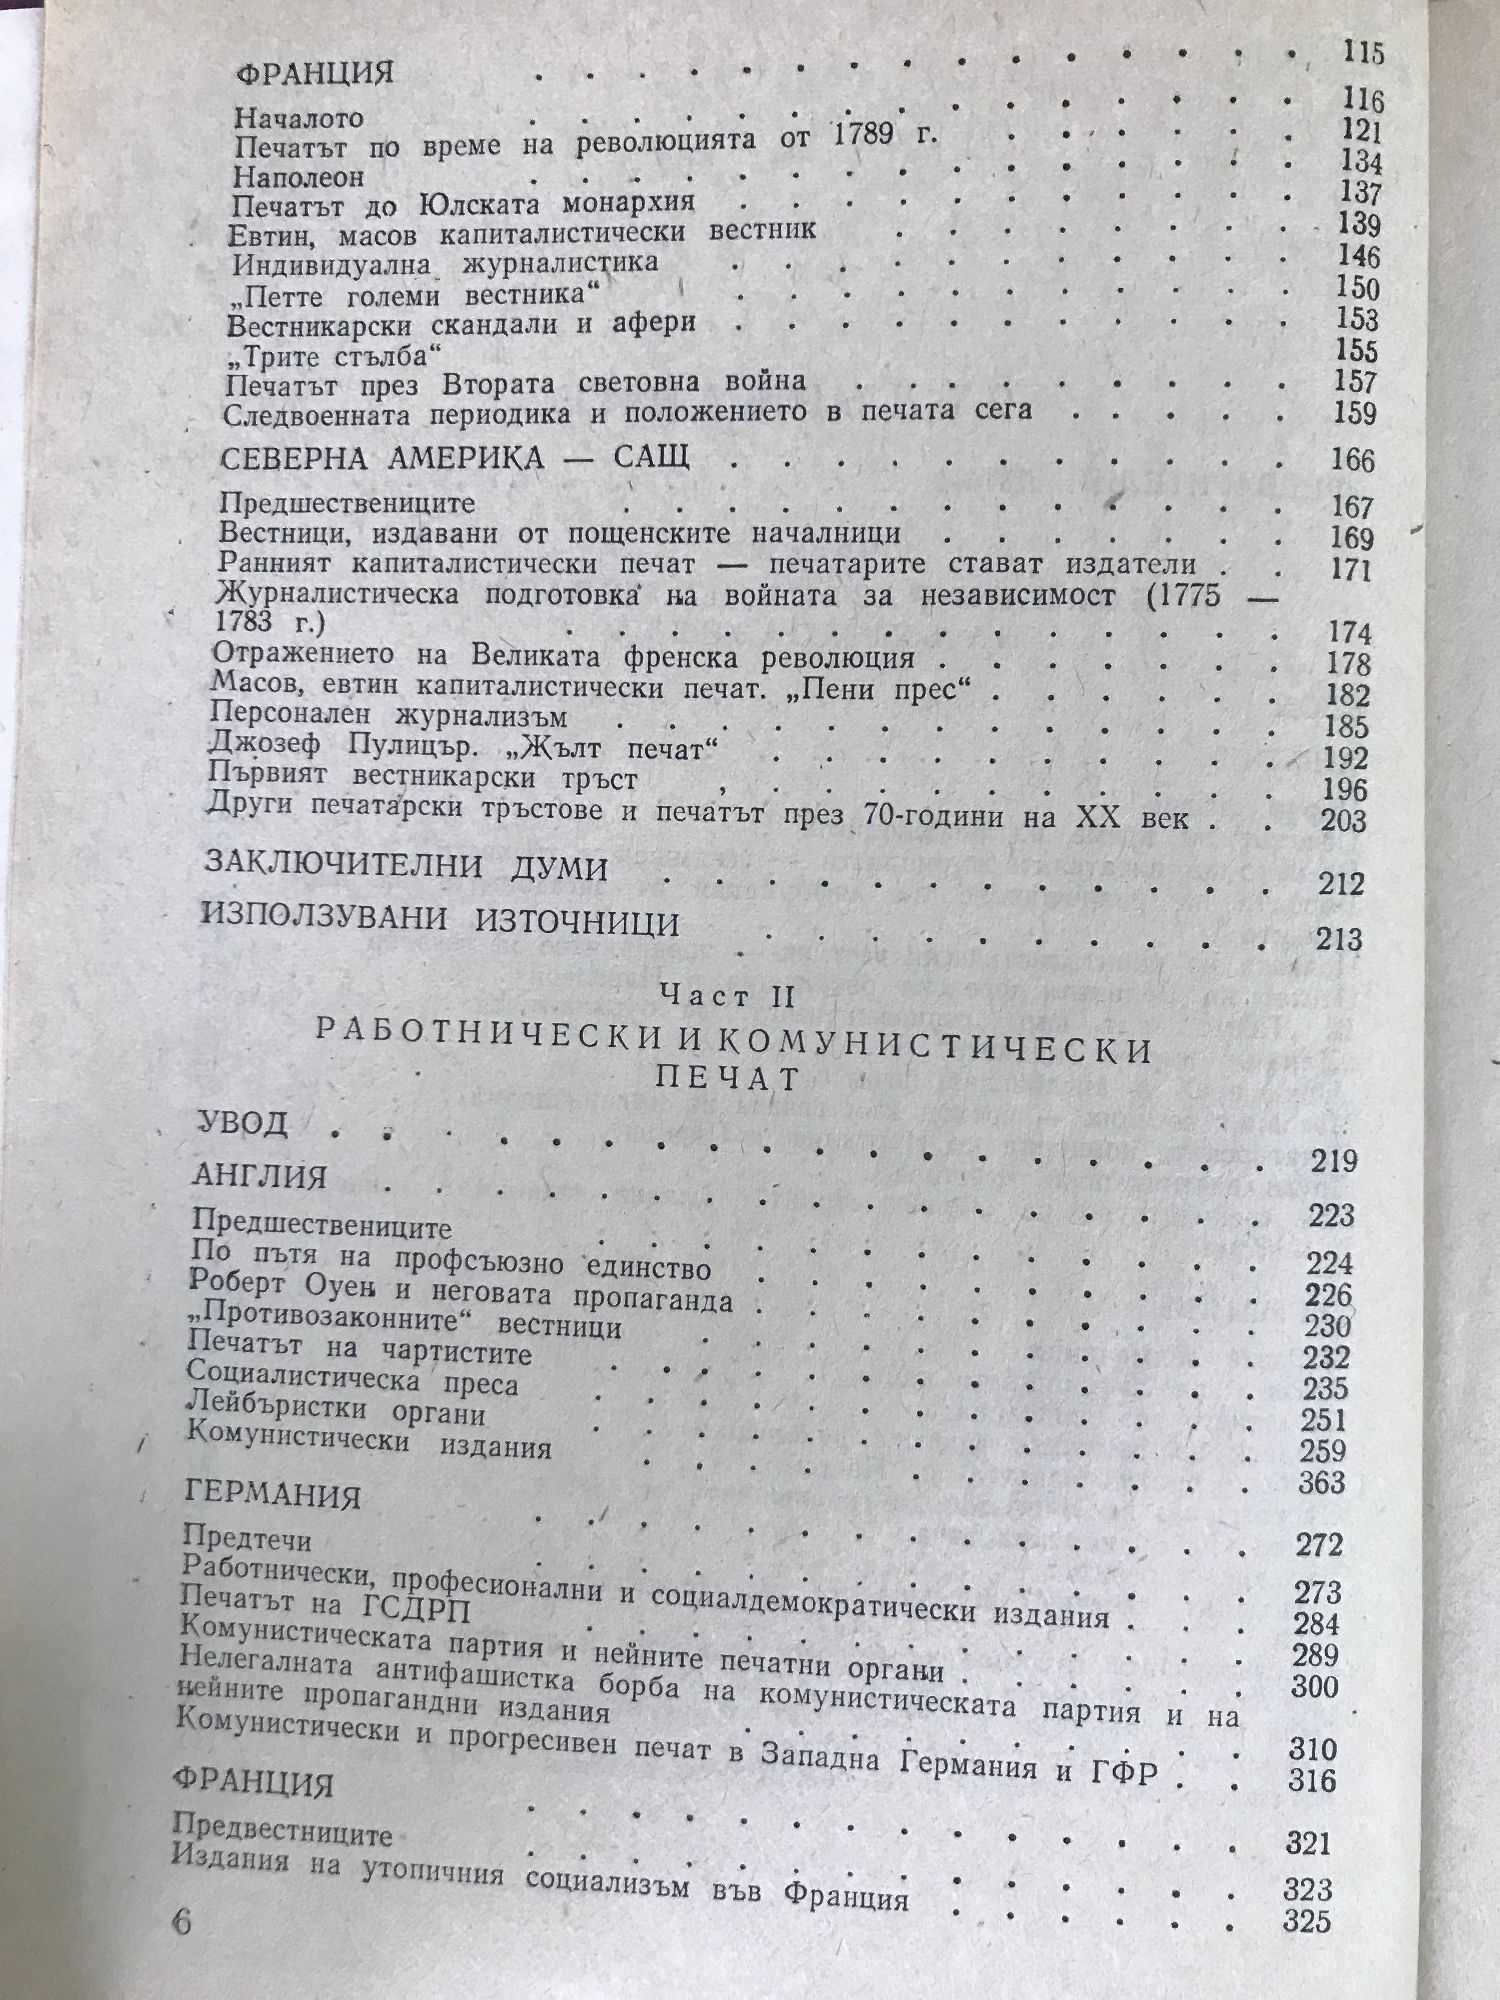 ФРАНЦИЯ . . . . . . . . . . . . . . . 115
Началото . . . . . . . . . . . . . . . 116
Печатът по време на революцията от 1789 г. . . . . . . 121
Наполеон . . . . . . . . . . . . . . . 134
Печатът до Юлската монархия . . . . . . . . . . . 137
Евтин, масов капиталистически вестник . . . . . . . . 139
Индивидуална журналистика . . . . . . . . . . . 146
„Петте големи вестника“ . . . . . . . . . . . 150
Вестникарски скандали и афери . . . . . . . . . . . 153
„Трите стълба“ 155
Печатът през Втората световна война . . . . . . . . . 157
Следвоенната периодика и положението в печата сега . . . . . 159
СЕВЕРНА АМЕРИКА — САЩ . . . . . . . . . . . 166
Предшествениците . . . . . . . . . . . . . 167
Вестници, издавани от пощенските началници . . . . . . . 169
Ранният капиталистически печат — печатарите стават издатели . . 171
Журналистическа подготовка на войната за независимост (1775 —
1783 г.) . . . . . . . . . . . . . . 174
Отражението на Великата френска революция . . . . . . . 178
Масов, евтин капиталистически печат. „Пени прес“ . . . . . . 182
Персонален журнализъм . . . . . . . . . . . . . 185
Джозеф Пулицър. „Жълт печат“ . . . . . . . . . . 192
Първият вестникарски тръст , . . . . . . . . . . 196
Други печатарски тръстове и печатът през 70-години на XX век . . 203
ЗАКЛЮЧИТЕЛНИ ДУМИ . . . . . . . . . . . . 212
ИЗПОЛЗУВАНИ ИЗТОЧНИЦИ . . . . . . . . . . 213
Част II
РАБОТНИЧЕСКИ И КОМУНИСТИЧЕСКИ
ПЕЧАТ
УВОД . . . . . . . . . . . . . . . . . . 219
АНГЛИЯ . . . . . . . . . . . . . . . . . 223
Предшествениците . . . . . . . . . . . . . 224
По пътя на профсъюзно единство . . . . . . . . . . 226
Роберт Оуен и неговата пропаганда . . . . . . . . . . 230
„Противозаконните“ вестници . . . . . . . . . . . 232
Печатът на чартистите . . . . . . . . . . . . . 235
Социалистическа преса . . . . . . . . . . . . . 251
Лейбъристки органи . . . . . . . . . . . . . 259
Комунистически издания . . . . . . . . . . . . 363
ГЕРМАНИЯ . . . . . . . . . . . . . . 272
Предтечи . . . . . . . . . . . . . . 273
Работнически, професионални и социалдемократически издания . . . 284
Печатът на ГСДРП . . . . . . . . . . . . . 289
Комунистическата партия и нейните печатни органи . . . . . . 300
Нелегалната антифашистка борба на комунистическата партия и на
нейните пропагандни издания . . . . . . . . . . 310
Комунистически и прогресивен печат в Западна Германия и ГФР . . 316
ФРАНЦИЯ . . . . . . . . . . . . . . 321
Предвестниците . . . . . . . . . . . . . . 323
Издания на утопичния социализъм във Франция . . . . . . 325
6